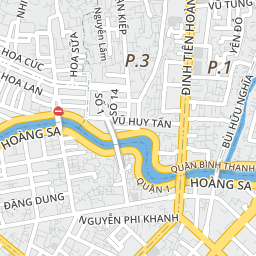 VŨ TÙNG
YÊN ĐỖ
ĐINH TIÊN HOÀNG
Nguyễn Lâm
AN KIẾP
P.3
P.1
HOA SỮA
HOA CÚC
HOA LAN
SỐ 1
SỐ 14
VŨ HUY TẤN
BÙI HỮU NGHĨA
HOÀNG SA
QUẬN BÌNH THẠNH
QUẬN 1
HOÀNG SA
ĐẶNG DUNG
NGUYỄN PHI KHANH